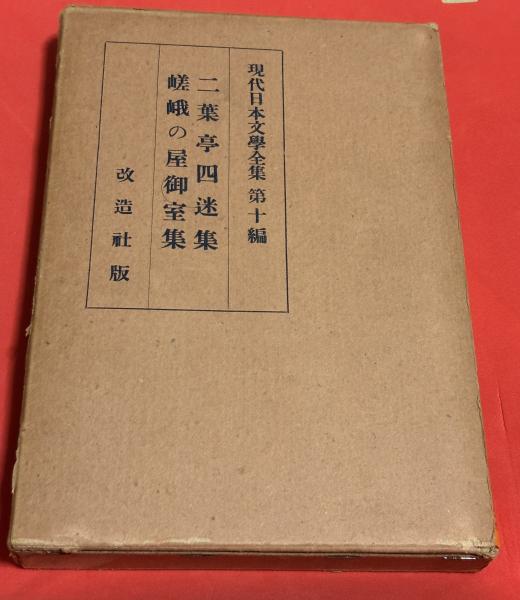 現代日本文學全集 第十編
二葉亭四迷集
嵯峨の屋御室集
改造社版